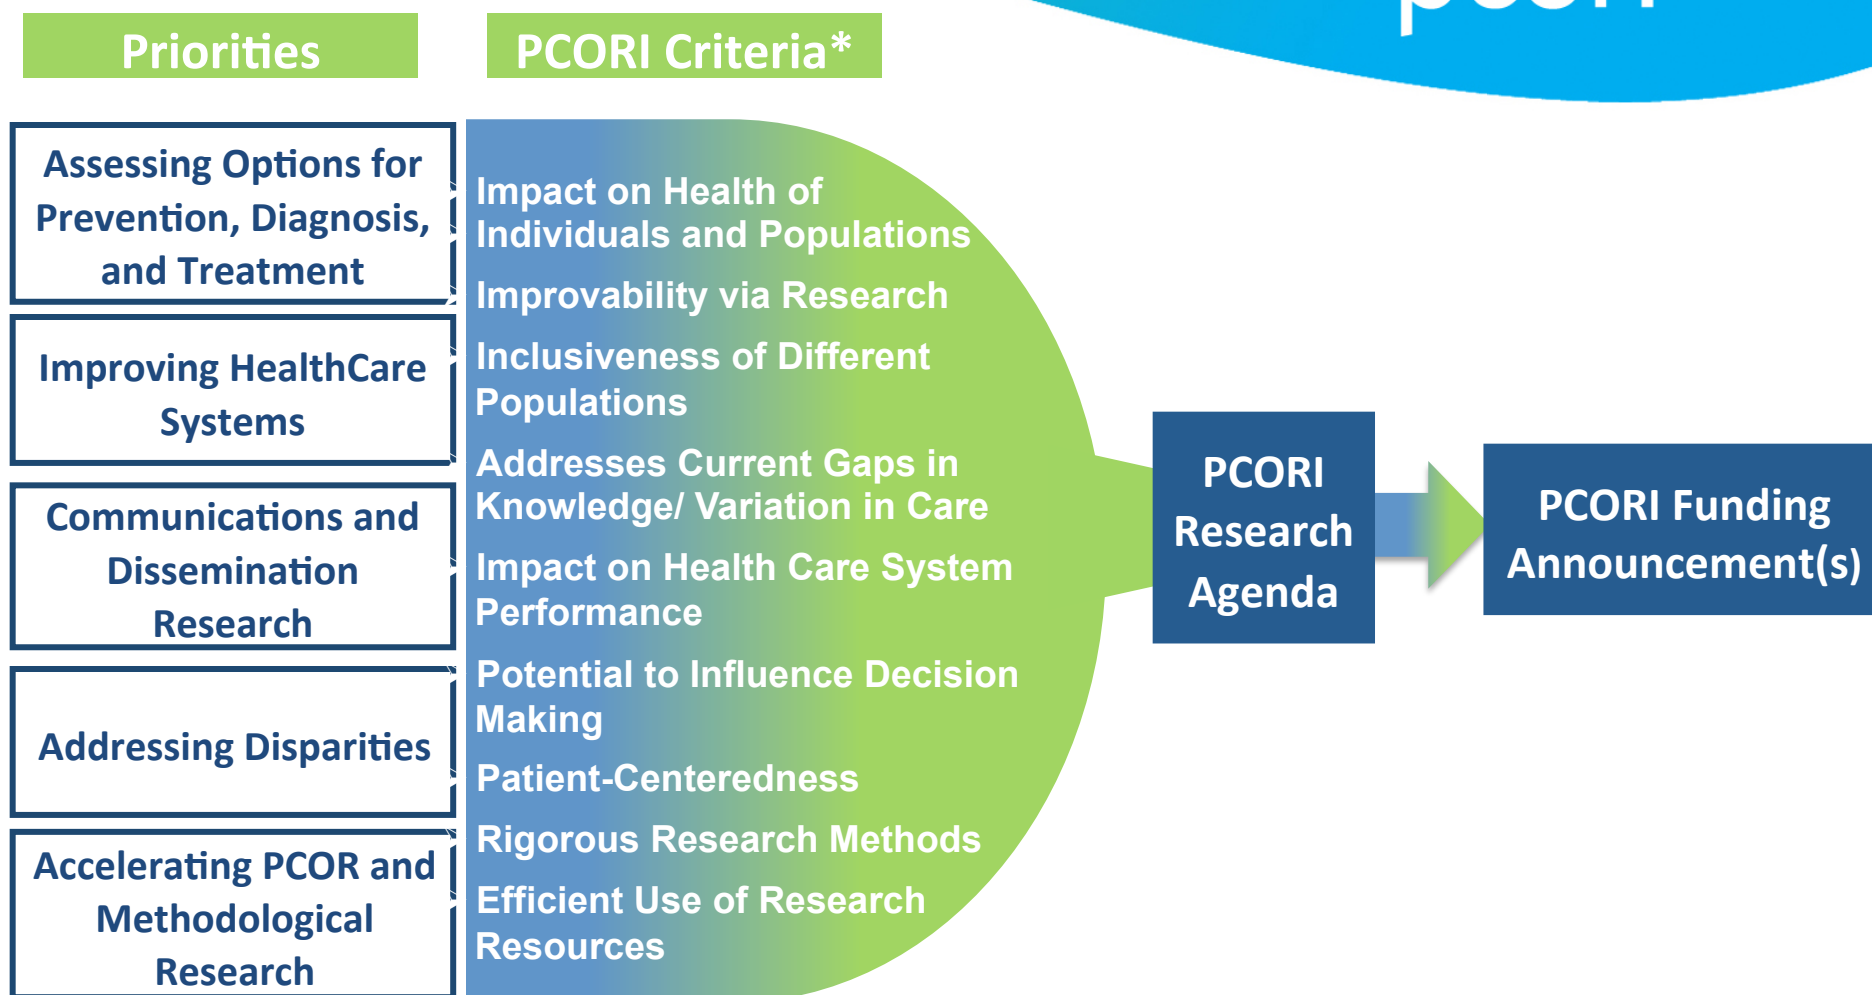 pcori
Priorities
PCORI Criteria*
Assessing Options for
Prevention, Diagnosis,
and Treatment
Improving HealthCare
Systems
Communications and
Dissemination
Research
Addressing Disparities
Accelerating PCOR and
Methodological
Research
Impact on Health of
Individuals and Populations
Improvability via Research
Inclusiveness of Different
Populations
Addresses Current Gaps in
Knowledge/ Variation in Care
Impact on Health Care System
Performance
Potential to Influence Decision
Making
Patient-Centeredness
Rigorous Research Methods
Efficient Use of Research
Resources
PCORI
Research
Agenda
PCORI Funding
Announcement(s)